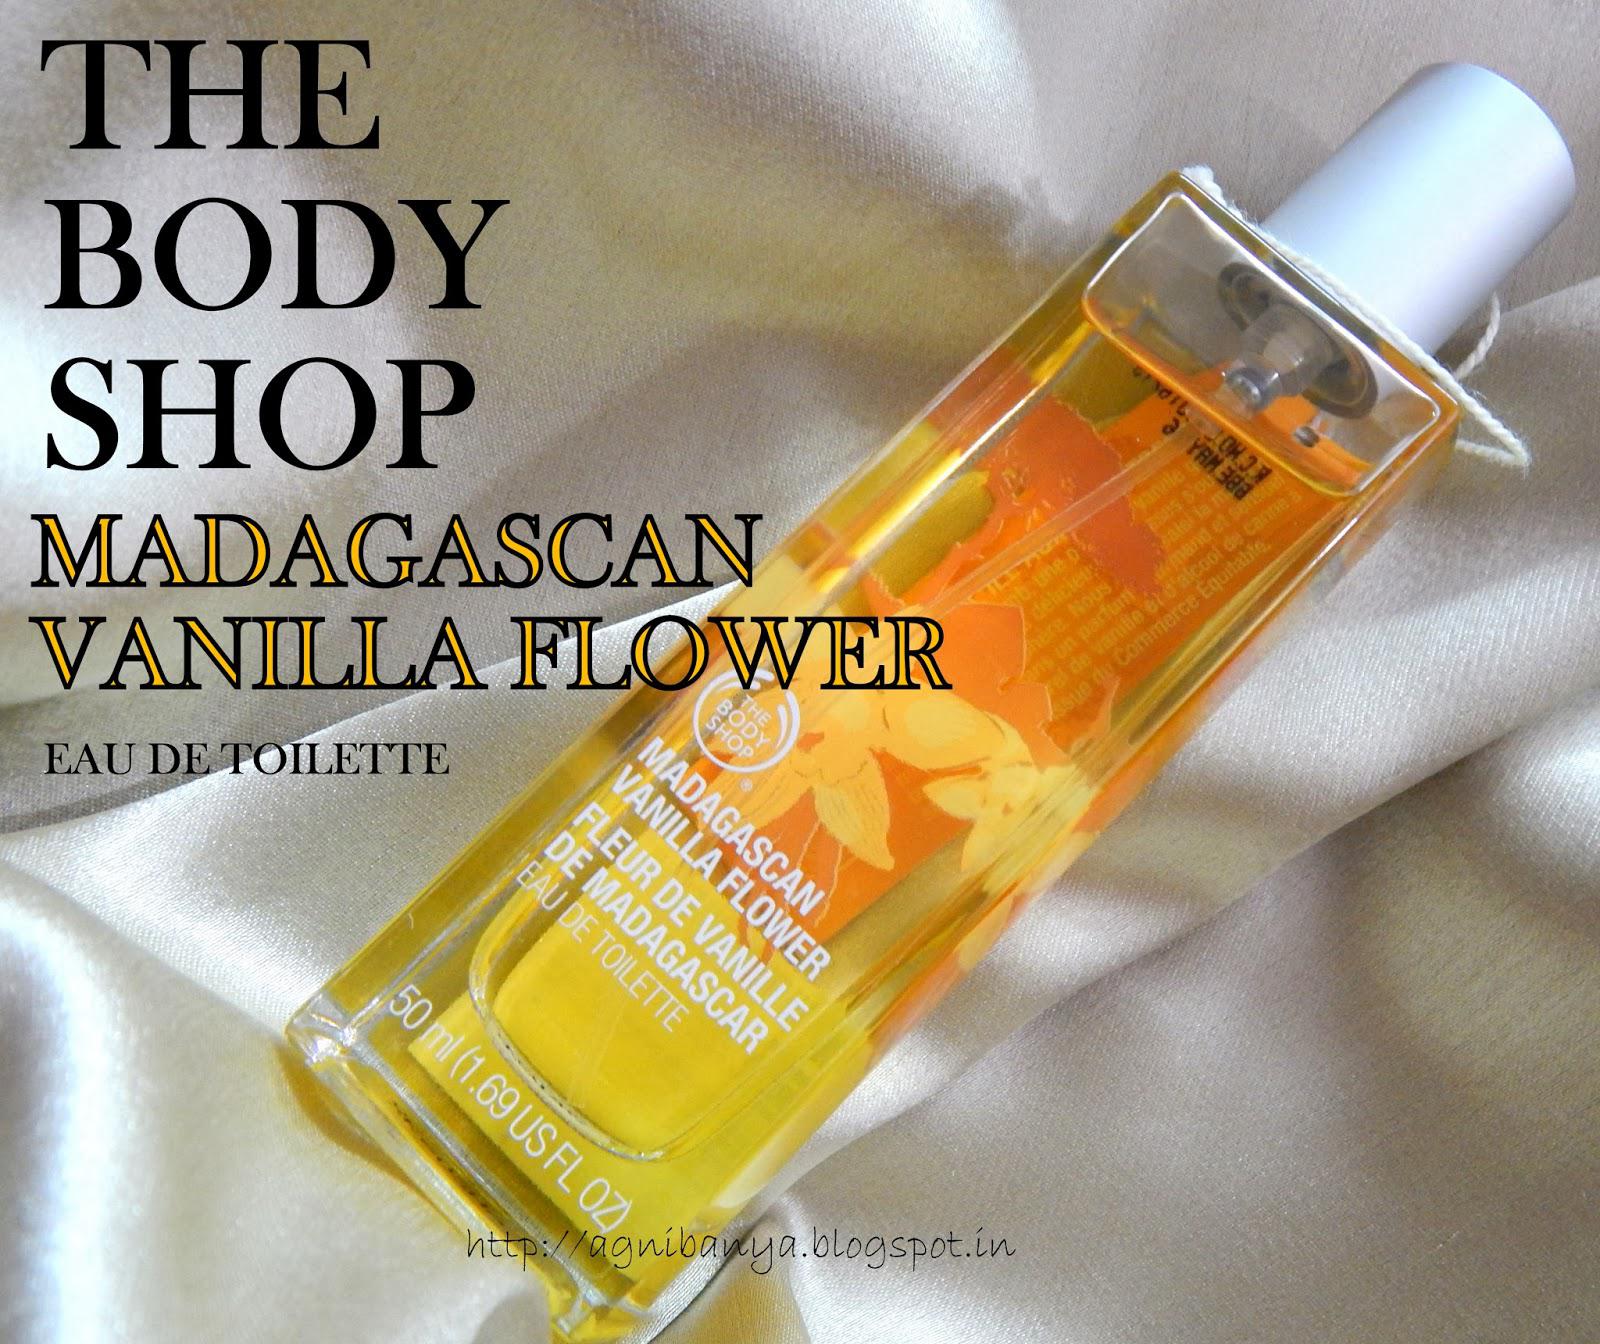 THE
BODY
SHOP
MADAGASCAN
VANILLA FLOWER
EAU DE TOILETTE
THE
BODY
SHOP
®
MADAGASCAN
VANILLA FLOWER
FLEUR DE VANILLE
DE MADAGASCAR
EAU DE TOILETTE
50 ml (1.69 US FL OZ)
http://agnibanya.blogspot.in